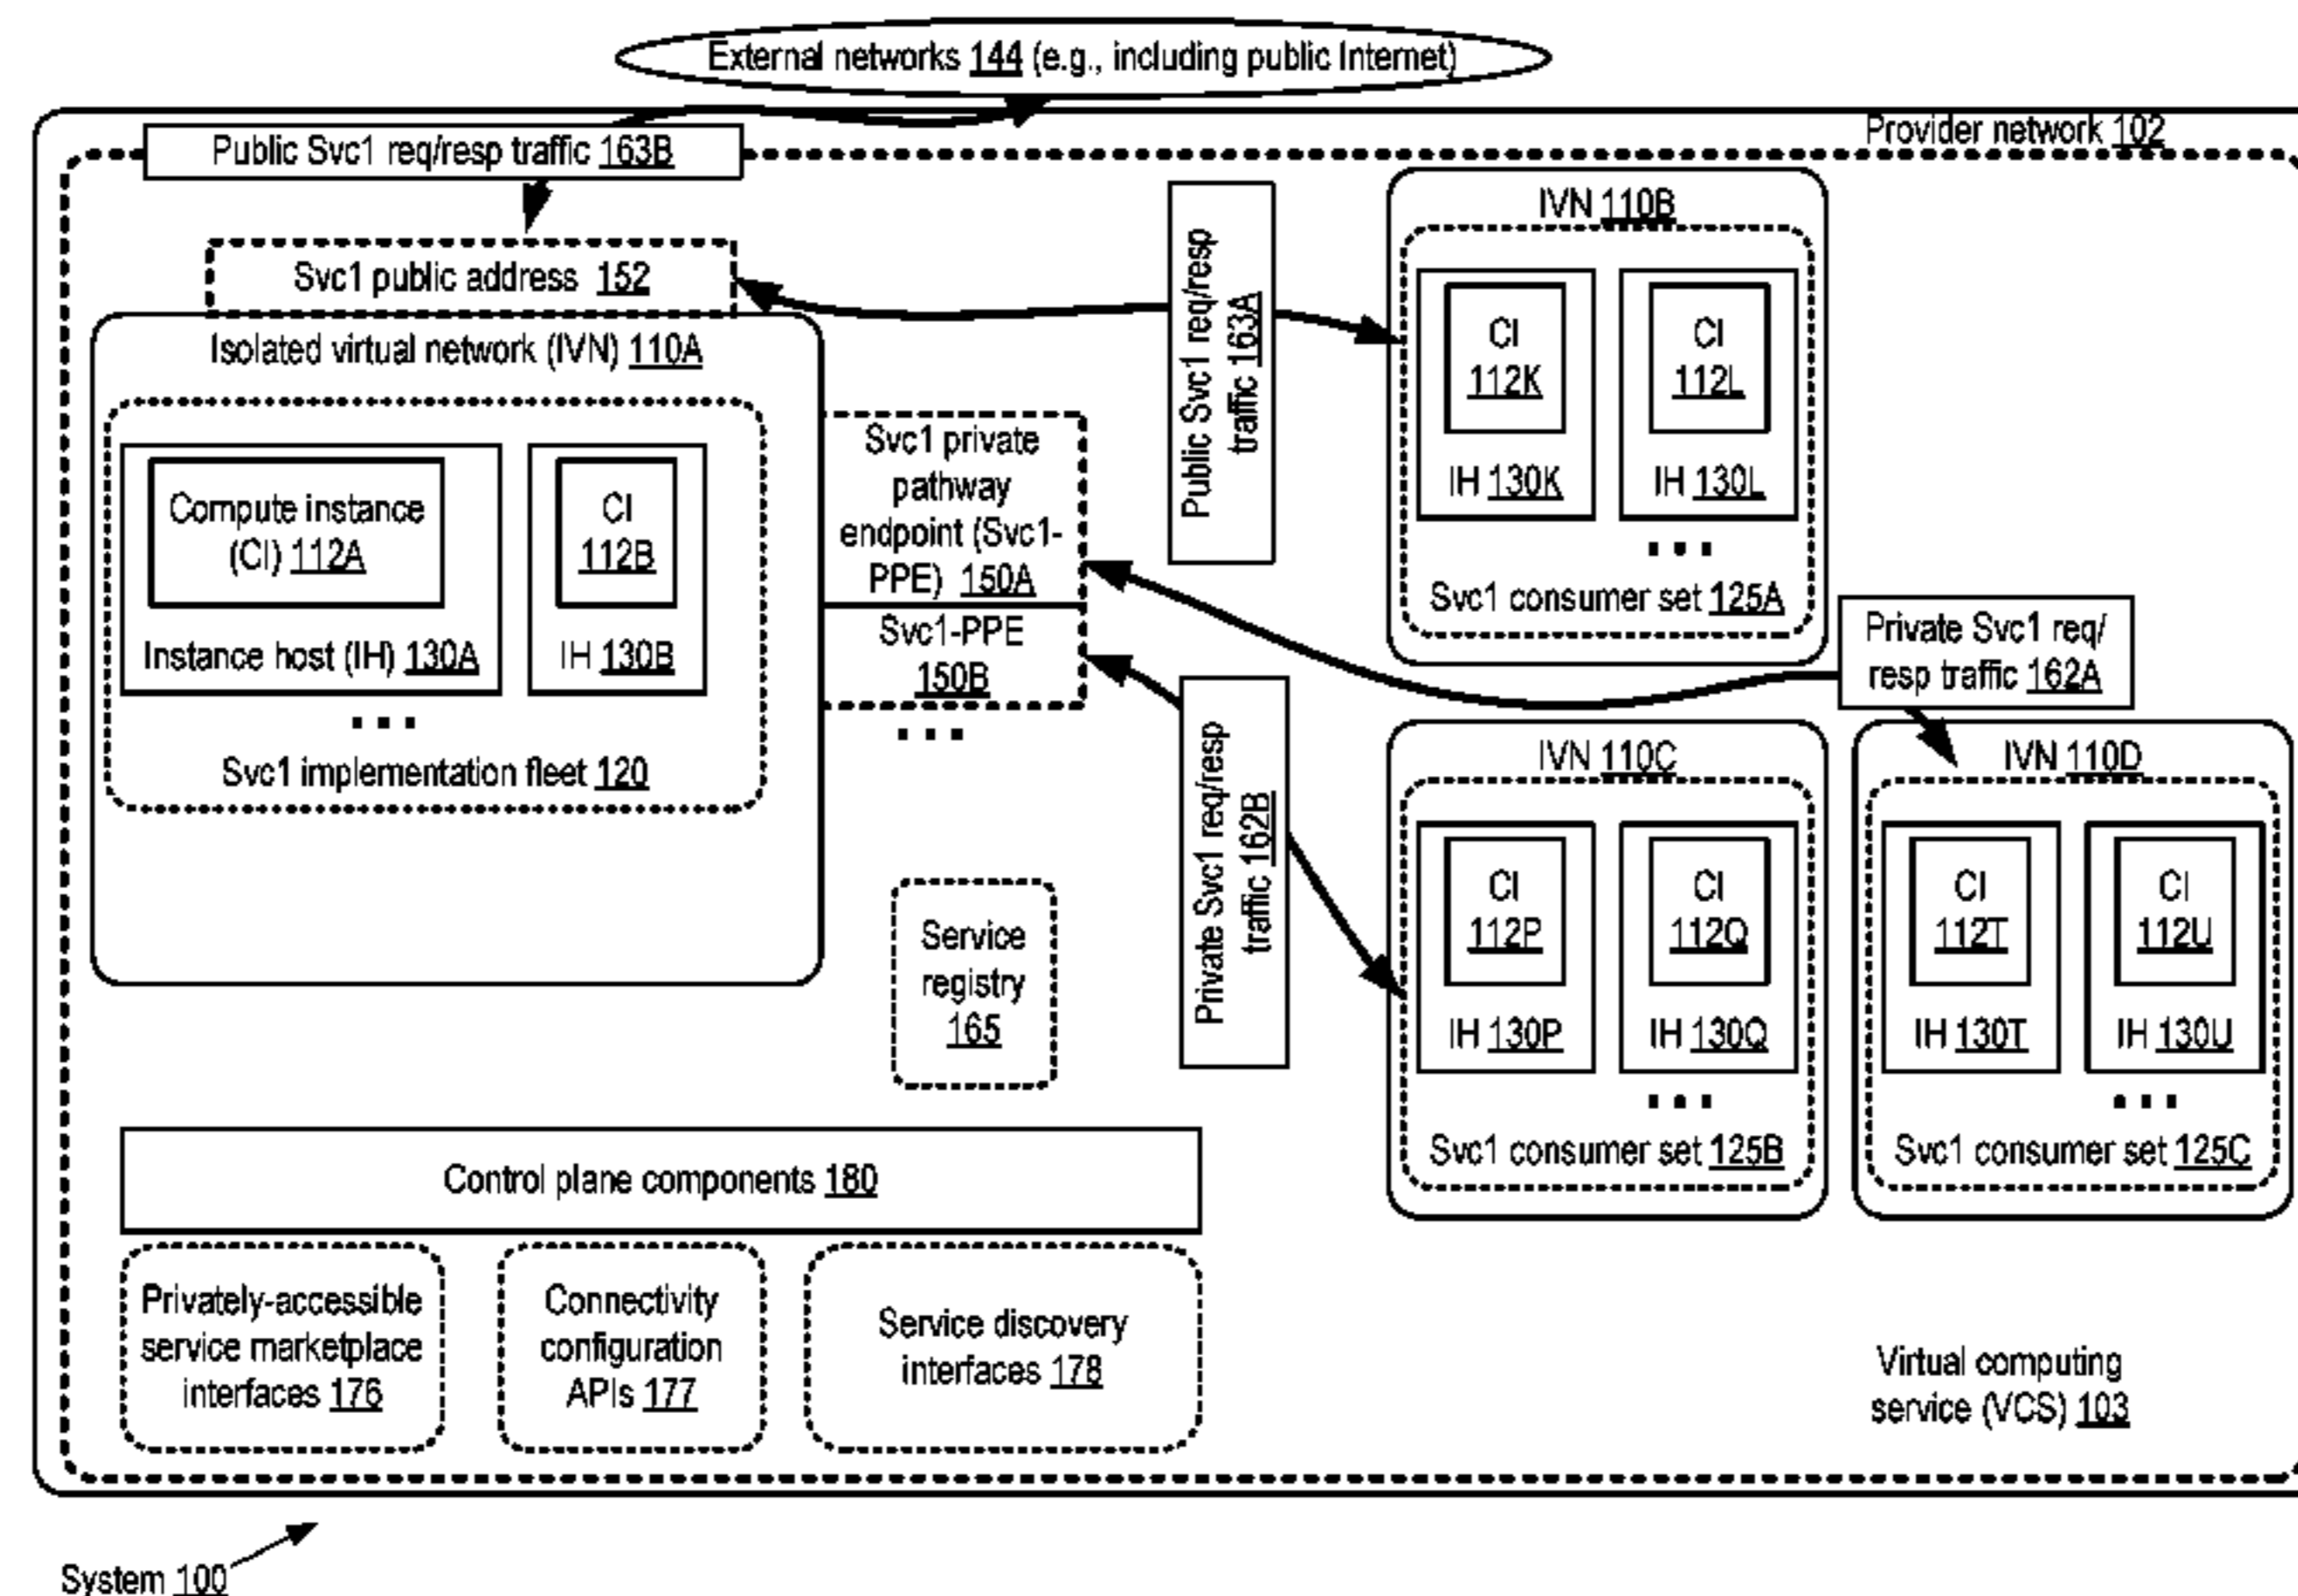 External networks 144 (e.g., including public Internet)
Provider network 102
Public Svc1 req/resp traffic 163B
Svc1 public address 152
Isolated virtual network (IVN) 110A
Compute instance
(CI) 112A
Instance host (IH) 130A
CI
112B
IH 130B
...
Svc1 implementation fleet 120
Svc1 private
pathway
endpoint (Svc1-
PPE) 150A
Svc1-PPE
150B
...
Public Svc1 req/resp
traffic 163A
IVN 110B
CI
112K
IH 130K
CI
112L
IH 130L
...
Svc1 consumer set 125A
Private Svc1 req/
resp traffic 162A
Private Svc1 req/resp
traffic 162B
IVN 110C
CI
112P
IH 130P
CI
112Q
IH 130Q
...
Svc1 consumer set 125B
IVN 110D
CI
112T
IH 130T
CI
112U
IH 130U
...
Svc1 consumer set 125C
Service
registry
165
Control plane components 180
Privately-accessible
service marketplace
interfaces 176
Connectivity
configuration
APIs 177
Service discovery
interfaces 178
Virtual computing
service (VCS) 103
System 100